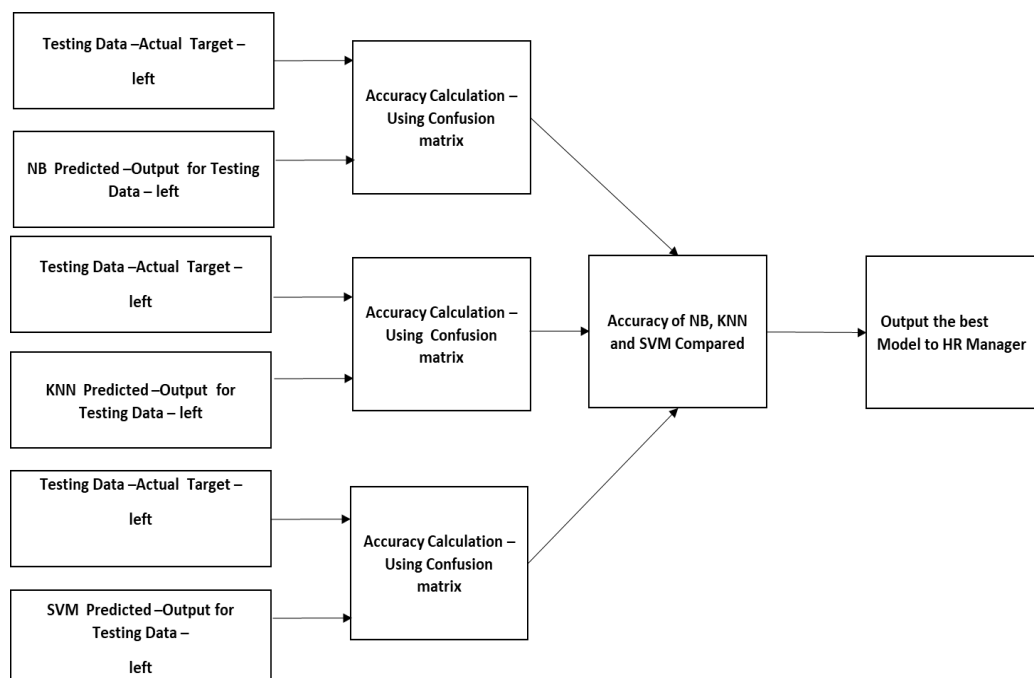 Testing Data –Actual Target –
left
NB Predicted –Output for Testing
Data – left
Testing Data –Actual Target –
left
KNN Predicted –Output for
Testing Data – left
Testing Data –Actual Target –
left
SVM Predicted –Output for
Testing Data –
left
Accuracy Calculation –
Using Confusion
matrix
Accuracy Calculation –
Using Confusion
matrix
Accuracy Calculation –
Using Confusion
matrix
Accuracy of NB, KNN
and SVM Compared
Output the best
Model to HR Manager